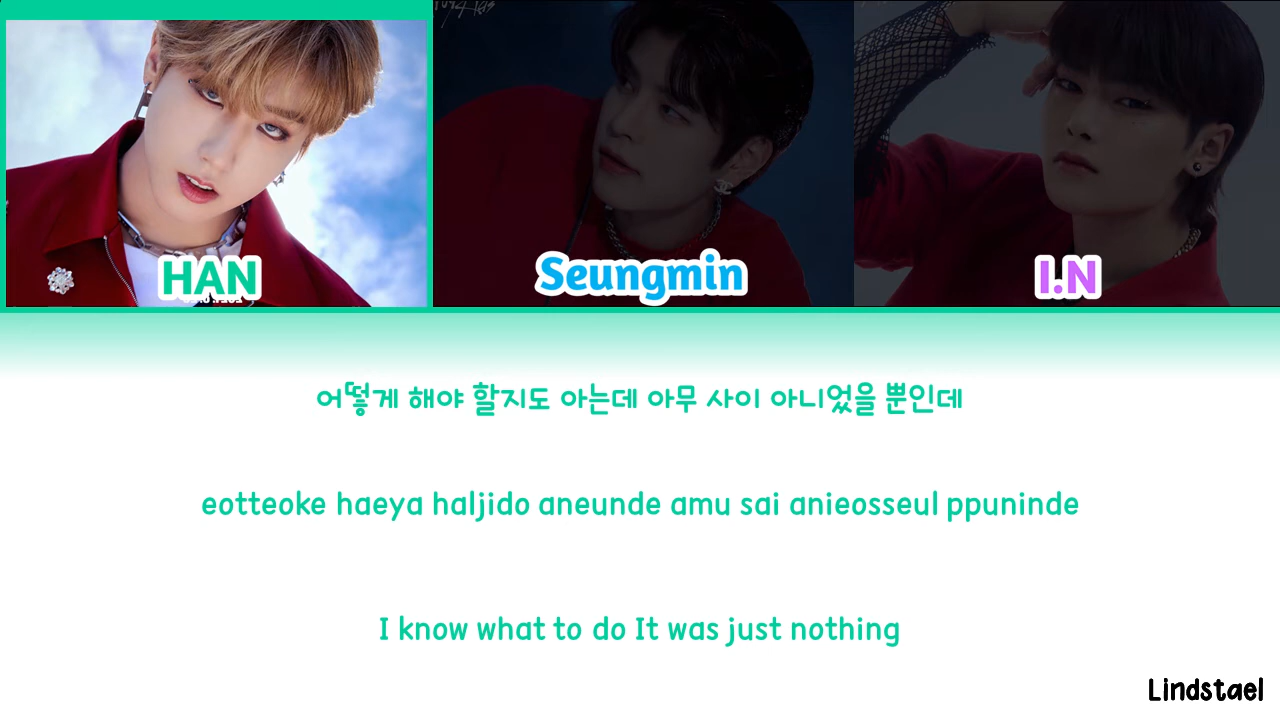 HAN
Seungmin
I.N
어떻게 해야 할지도 아는데 아무 사이 아니었을 뿐인데
eotteoke haeya haljido aneunde amu sai anieosseul ppuninde
I know what to do It was just nothing
Lindstael